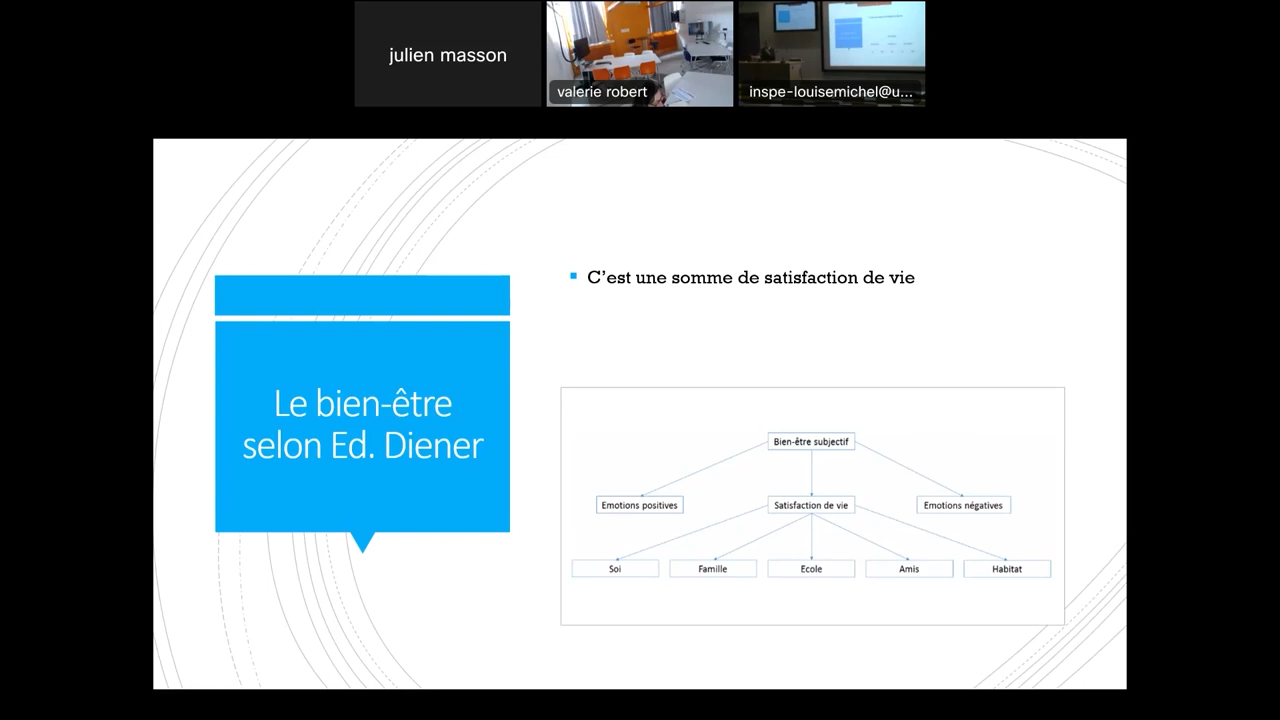 julien masson
valerie robert
inspe-louisemichel@u...
C'est une somme de satisfaction de vie
Le bien-être
selon Ed. Diener
Bien-être subjectif
Emotions positives
Satisfaction de vie
Emotions négatives
Soi
Famille
Ecole
Amis
Habitat